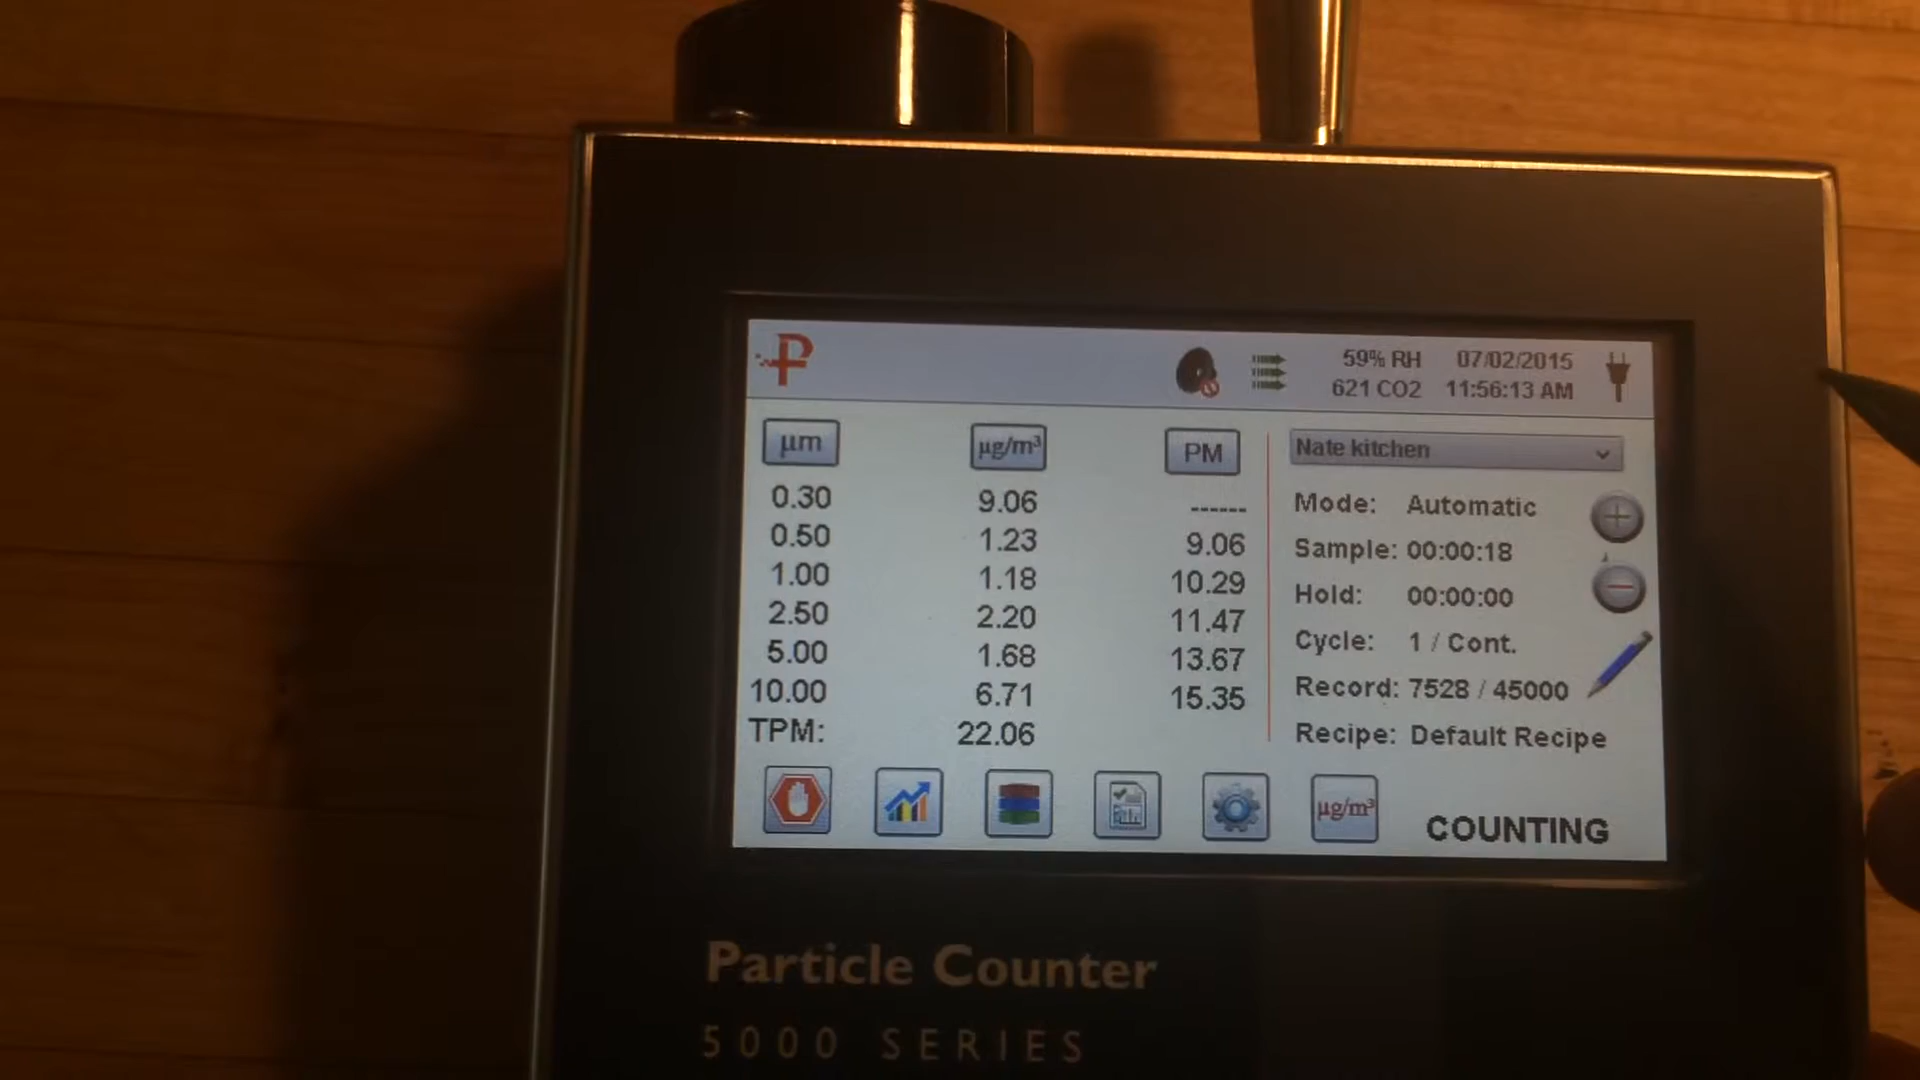 59% RH 07/02/2015
621 CO2 11:56:13 AM
µm µg/m³ PM
0.30 9.06 ------
0.50 1.23 9.06
1.00 1.18 10.29
2.50 2.20 11.47
5.00 1.68 13.67
10.00 6.71 15.35
TPM: 22.06
Nate kitchen
Mode: Automatic
Sample: 00:00:18
Hold: 00:00:00
Cycle: 1 / Cont.
Record: 7528 / 45000
Recipe: Default Recipe
µg/m³
COUNTING
Particle Counter
5000 SERIES